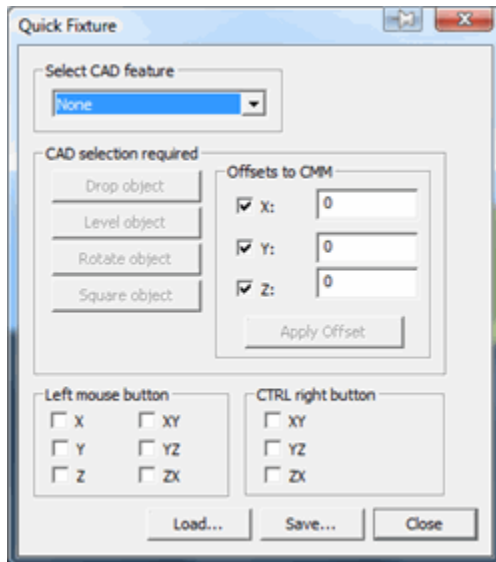 Quick Fixture
Select CAD feature
None
CAD selection required
Drop object
Level object
Rotate object
Square object
Offsets to CMM
X: 0
Y: 0
Z: 0
Apply Offset
Left mouse button
X XY
Y YZ
Z ZX
CTRL right button
XY
YZ
ZX
Load... Save... Close